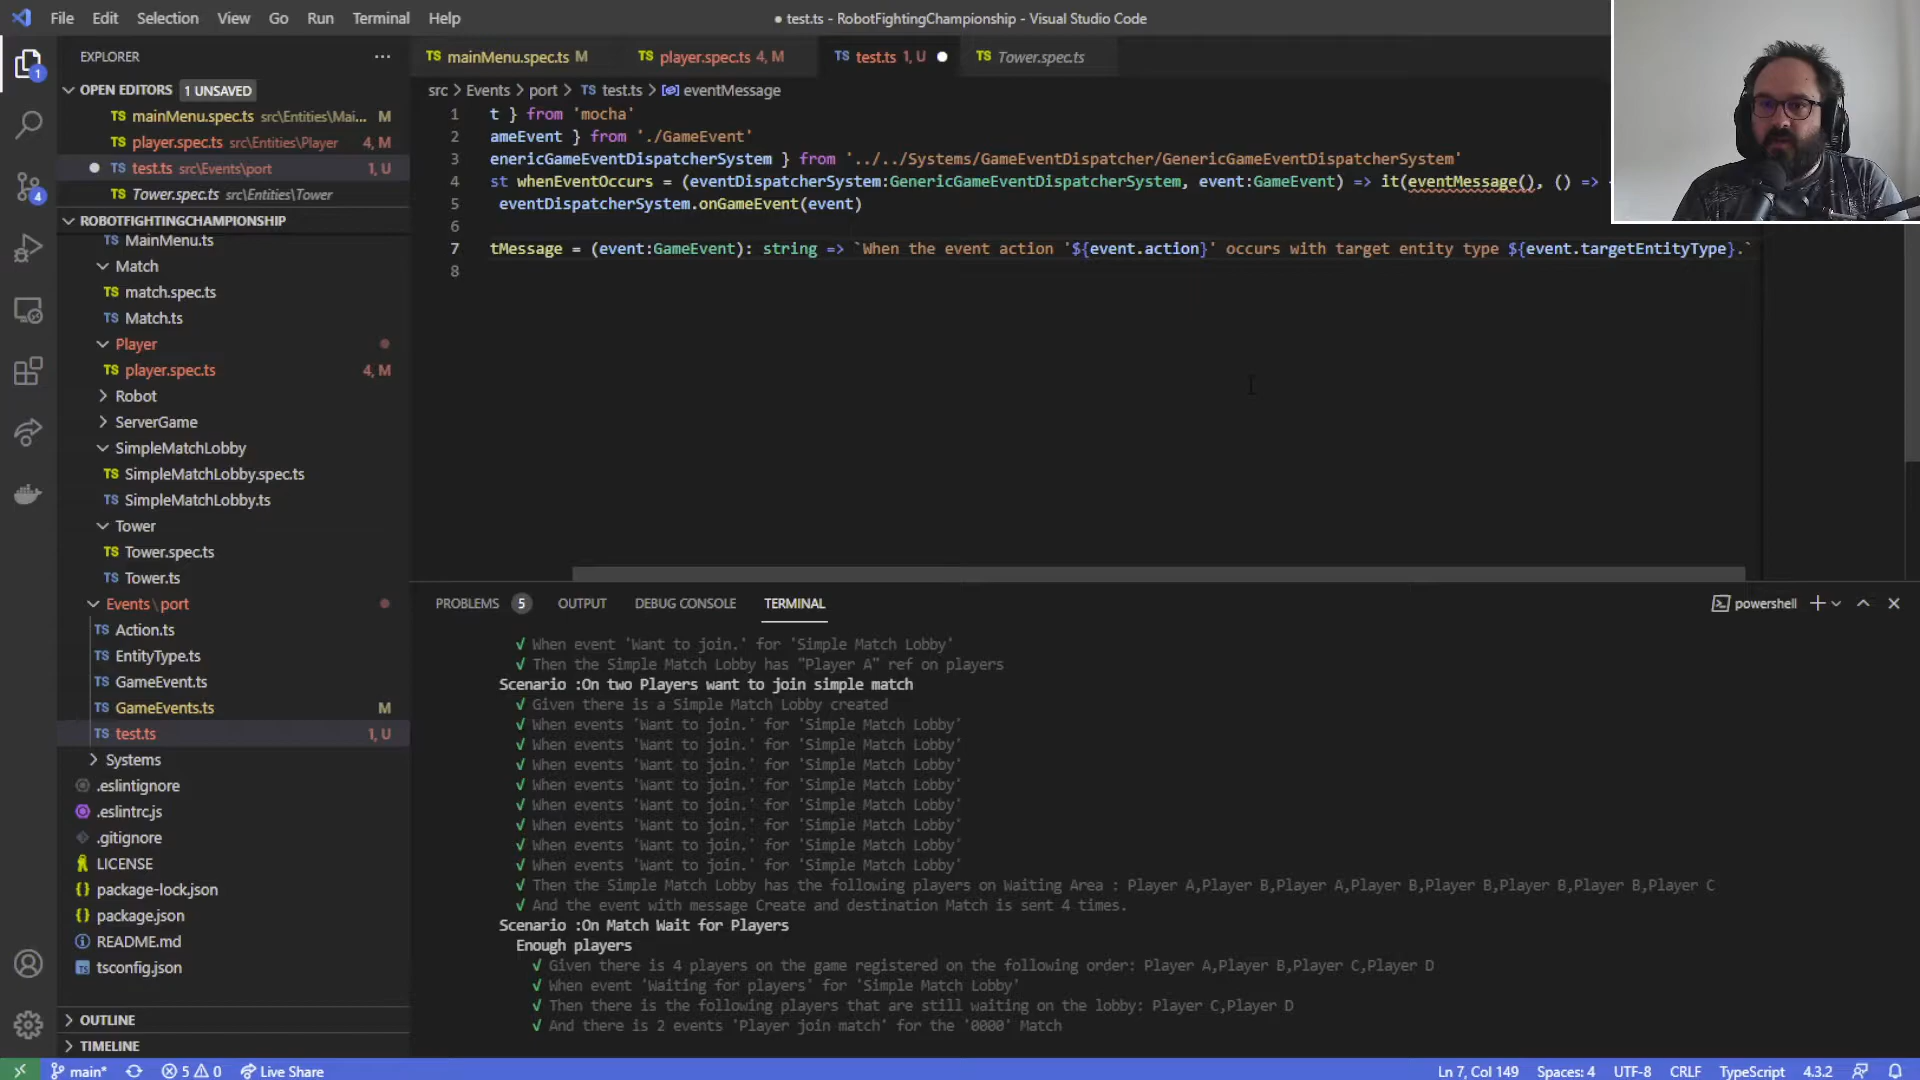 File Edit Selection View Go Run Terminal Help
● test.ts - RobotFightingChampionship - Visual Studio Code
EXPLORER
OPEN EDITORS 1 UNSAVED
TS mainMenu.spec.ts src\Entities\Mai... M
TS player.spec.ts src\Entities\Player 4, M
TS test.ts src\Events\port 1, U
TS Tower.spec.ts src\Entities\Tower
ROBOTFIGHTINGCHAMPIONSHIP
MainMenu.ts
Match
TS match.spec.ts
TS Match.ts
Player
TS player.spec.ts 4, M
Robot
ServerGame
SimpleMatchLobby
TS SimpleMatchLobby.spec.ts
TS SimpleMatchLobby.ts
Tower
TS Tower.spec.ts
TS Tower.ts
Events \ port
TS Action.ts
TS EntityType.ts
TS GameEvent.ts
TS GameEvents.ts M
TS test.ts 1, U
Systems
.eslintignore
.eslintrc.js
.gitignore
LICENSE
package-lock.json
package.json
README.md
tsconfig.json
OUTLINE
TIMELINE
1
4
TS mainMenu.spec.ts M TS player.spec.ts 4, M TS test.ts 1, U TS Tower.spec.ts
src > Events > port > TS test.ts > eventMessage
1 t } from 'mocha'
2 ameEvent } from './GameEvent'
3 enericGameEventDispatcherSystem } from '../../Systems/GameEventDispatcher/GenericGameEventDispatcherSystem'
4 st whenEventOccurs = (eventDispatcherSystem:GenericGameEventDispatcherSystem, event:GameEvent) => it(eventMessage(), () =>
5 eventDispatcherSystem.onGameEvent(event)
6
7 tMessage = (event:GameEvent): string => `When the event action '${event.action}' occurs with target entity type ${event.targetEntityType}.`
8
PROBLEMS 5 OUTPUT DEBUG CONSOLE TERMINAL powershell
√ When event 'Want to join.' for 'Simple Match Lobby'
√ Then the Simple Match Lobby has "Player A" ref on players
Scenario :On two Players want to join simple match
√ Given there is a Simple Match Lobby created
√ When events 'Want to join.' for 'Simple Match Lobby'
√ When events 'Want to join.' for 'Simple Match Lobby'
√ When events 'Want to join.' for 'Simple Match Lobby'
√ When events 'Want to join.' for 'Simple Match Lobby'
√ When events 'Want to join.' for 'Simple Match Lobby'
√ When events 'Want to join.' for 'Simple Match Lobby'
√ When events 'Want to join.' for 'Simple Match Lobby'
√ When events 'Want to join.' for 'Simple Match Lobby'
√ Then the Simple Match Lobby has the following players on Waiting Area : Player A,Player B,Player A,Player B,Player B,Player B,Player B,Player C
√ And the event with message Create and destination Match is sent 4 times.
Scenario :On Match Wait for Players
Enough players
√ Given there is 4 players on the game registered on the following order: Player A,Player B,Player C,Player D
√ When event 'Waiting for players' for 'Simple Match Lobby'
√ Then there is the following players that are still waiting on the lobby: Player C,Player D
√ And there is 2 events 'Player join match' for the '0000' Match
main* 5 0 Live Share Ln 7, Col 149 Spaces: 4 UTF-8 CRLF TypeScript 4.3.2